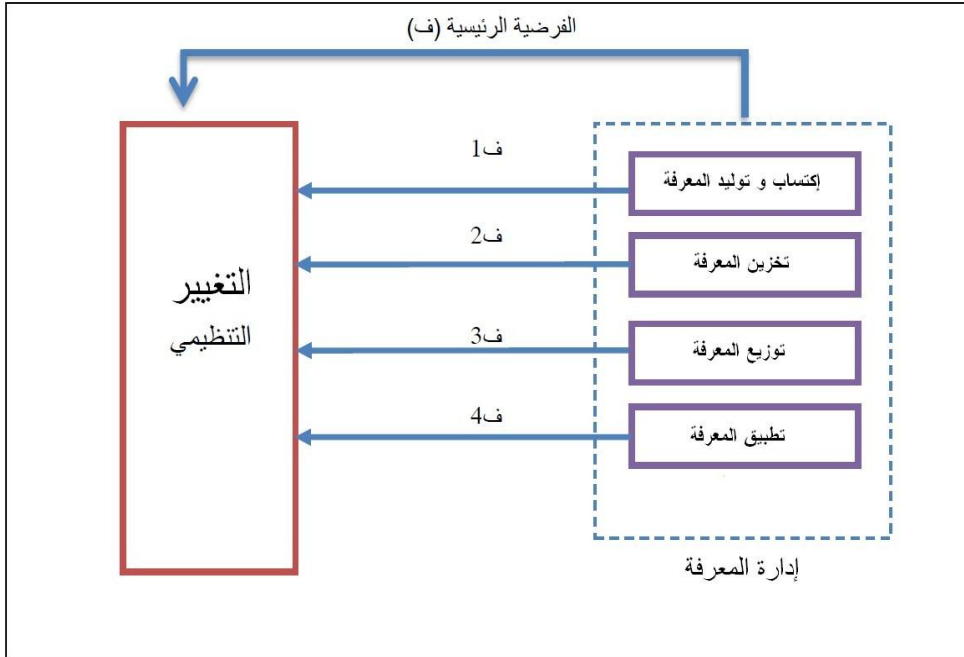 الفرضية الرئيسية (ف)
إكتساب و توليد المعرفة
ف1
تخزين المعرفة
ف2
توزيع المعرفة
ف3
تطبيق المعرفة
ف4
التغيير
التنظيمي
إدارة المعرفة